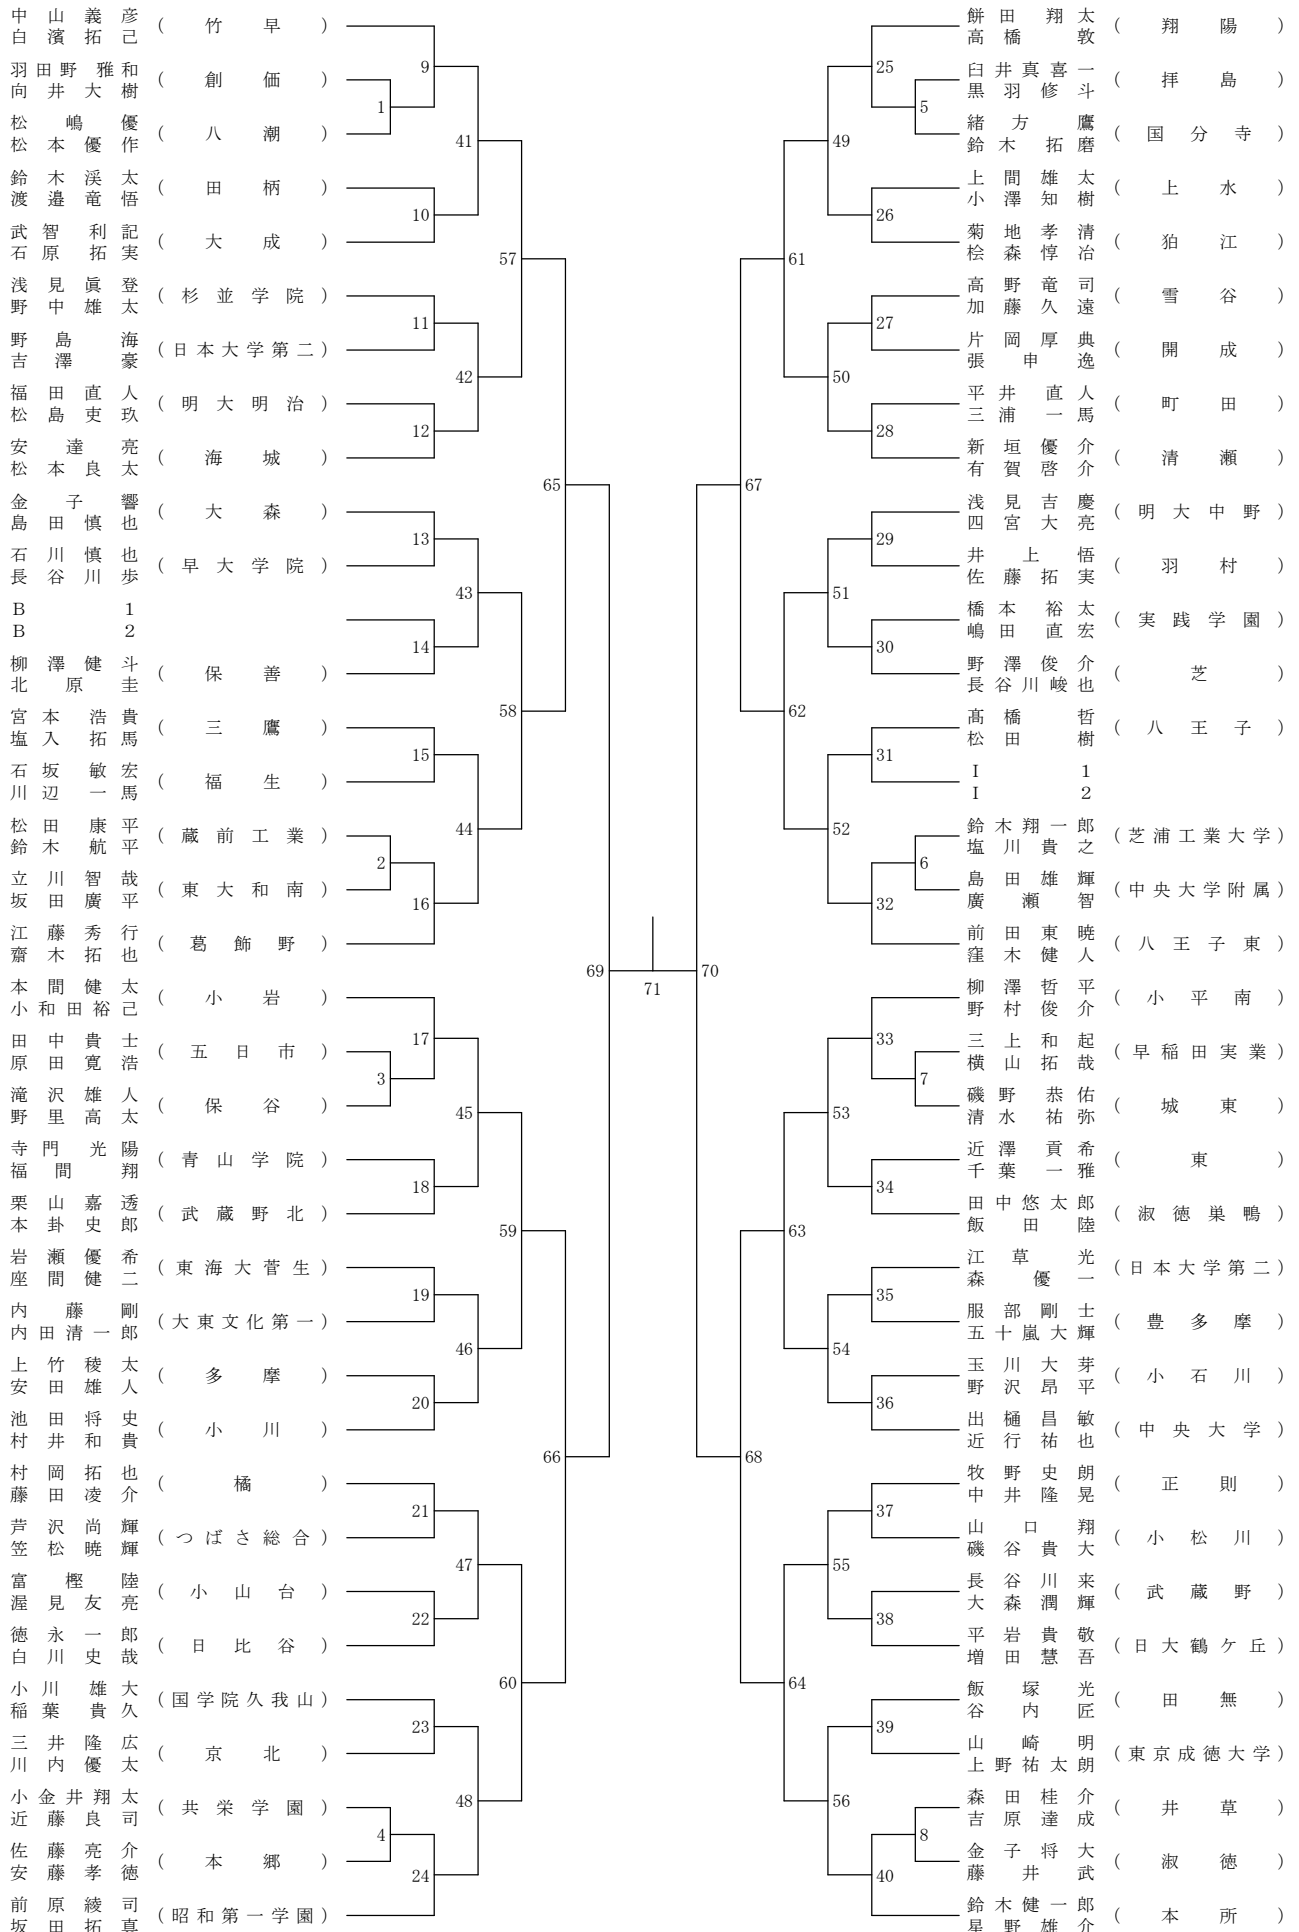 中山義彦
白濱拓己
(竹早)
羽田野雅和
向井大樹
(創価)
松嶋優
松本優作
(八潮)
鈴木渓太
渡邉竜悟
(田柄)
武智利記
石原拓実
(大成)
浅見眞登
野中雄太
(杉並学院)
野島海
吉澤豪
(日本大学第二)
福田直人
松島吏玖
(明大明治)
安達亮
松本良太
(海城)
金子響
島田慎也
(大森)
石川慎也
長谷川歩
(早大学院)
B 1
B 2
柳澤健斗
北原圭
(保善)
宮本浩貴
塩入拓馬
(三鷹)
石坂敏宏
川辺一馬
(福生)
松田康平
鈴木航平
(蔵前工業)
立川智哉
坂田廣平
(東大和南)
江藤秀行
齋木拓也
(葛飾野)
本間健太
小和田裕己
(小岩)
田中貴士
原田寛浩
(五日市)
滝沢雄人
野里高太
(保谷)
寺門光陽
福間翔
(青山学院)
栗山嘉透
本卦史郎
(武蔵野北)
岩瀬優希
座間健二
(東海大菅生)
内藤剛
内田清一郎
(大東文化第一)
上竹稜太
安田雄人
(多摩)
池田将史
村井和貴
(小川)
村岡拓也
藤田凌介
(橘)
芦沢尚輝
笠松暁輝
(つばさ総合)
富樫陸
渥見友亮
(小山台)
徳永一郎
白川史哉
(日比谷)
小川雄大
稲葉貴久
(国学院久我山)
三井隆広
川内優太
(京北)
小金井翔太
近藤良司
(共栄学園)
佐藤亮介
安藤孝徳
(本郷)
前原綾司
坂田拓真
(昭和第一学園)
1
2
3
4
9
10
11
12
13
14
15
16
17
18
19
20
21
22
23
24
41
42
43
44
45
46
47
48
57
58
59
60
65
66
69
71
70
67
68
61
62
63
64
49
50
51
52
53
54
55
56
25
26
27
28
29
30
31
32
33
34
35
36
37
38
39
40
5
6
7
8
餅田翔太
高橋敦
(翔陽)
臼井真喜一
黒羽修斗
(拝島)
緒方鷹
鈴木拓磨
(国分寺)
上間雄太
小澤知樹
(上水)
菊地孝清
桧森惇冶
(狛江)
高野竜司
加藤久遠
(雪谷)
片岡厚典
張申逸
(開成)
平井直人
三浦一馬
(町田)
新垣優介
有賀啓介
(清瀬)
浅見吉慶
四宮大亮
(明大中野)
井上悟
佐藤拓実
(羽村)
橋本裕太
嶋田直宏
(実践学園)
野澤俊介
長谷川峻也
(芝)
髙橋哲
松田樹
(八王子)
I 1
I 2
鈴木翔一郎
塩川貴之
(芝浦工業大学)
島田雄輝
廣瀬智
(中央大学附属)
前田東暁
窪木健人
(八王子東)
柳澤哲平
野村俊介
(小平南)
三上和起
横山拓哉
(早稲田実業)
磯野恭佑
清水祐弥
(城東)
近澤貢希
千葉一雅
(東)
田中悠太郎
飯田陸
(淑徳巣鴨)
江草光
森優一
(日本大学第二)
服部剛士
五十嵐大輝
(豊多摩)
玉川大芽
野沢昂平
(小石川)
出樋昌敏
近行祐也
(中央大学)
牧野史朗
中井隆晃
(正則)
山口翔
磯谷貴大
(小松川)
長谷川来
大森潤輝
(武蔵野)
平岩貴敬
増田慧吾
(日大鶴ケ丘)
飯塚光
谷内匠
(田無)
山崎明
上野祐太朗
(東京成徳大学)
森田桂介
吉原達成
(井草)
金子将大
藤井武
(淑徳)
鈴木健一郎
星野雄介
(本所)